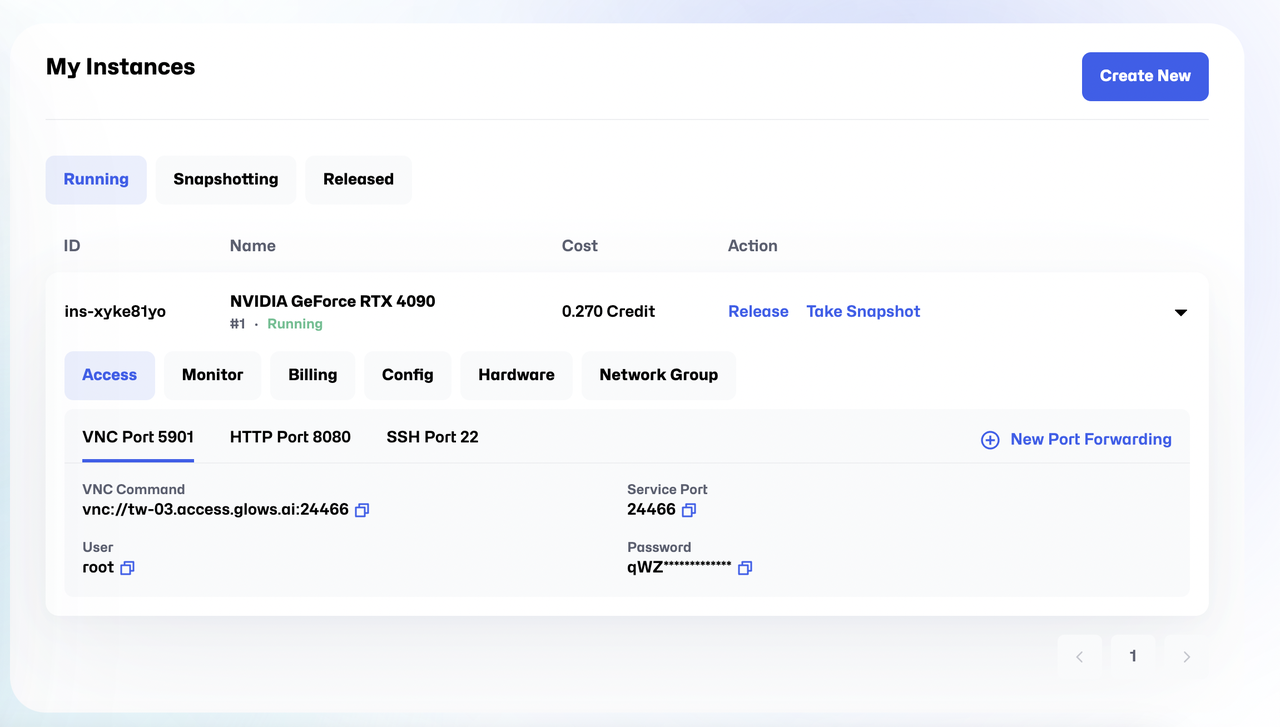 My Instances
Create New
Running Snapshotting Released
ID Name Cost Action
ins-xyke81yo NVIDIA GeForce RTX 4090 0.270 Credit Release Take Snapshot
#1 · Running
Access Monitor Billing Config Hardware Network Group
VNC Port 5901 HTTP Port 8080 SSH Port 22 New Port Forwarding
VNC Command Service Port
vnc://tw-03.access.glows.ai:24466 24466
User Password
root qWZ*************
1